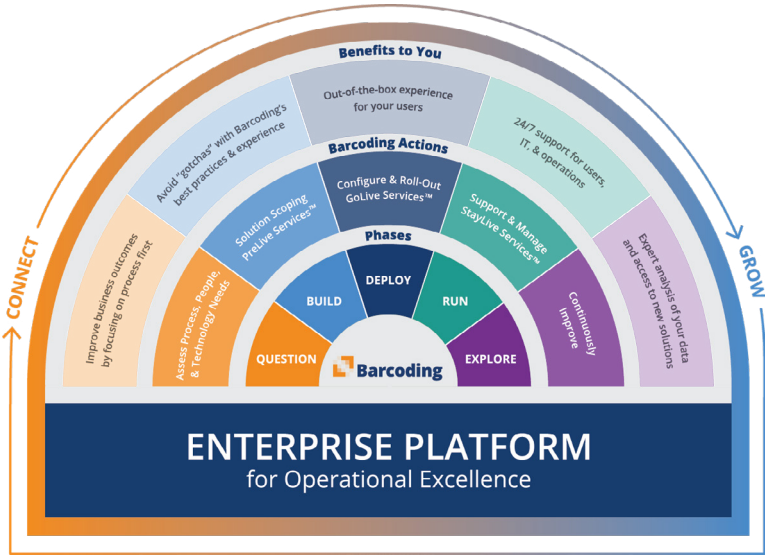 Benefits to You
Improve business outcomes
by focusing on process first
Avoid “gotchas” with Barcoding’s
best practices & experience
Out-of-the-box experience
for your users
24/7 support for users,
IT, & operations
Expert analysis of your data
and access to new solutions
Barcoding Actions
Assess Process, People,
& Technology Needs
Solution Scoping
PreLive Services™
Configure & Roll-Out
GoLive Services™
Support & Manage
StayLive Services™
Continuously
Improve
Phases
QUESTION
BUILD
DEPLOY
RUN
EXPLORE
Barcoding
CONNECT
GROW
ENTERPRISE PLATFORM
for Operational Excellence